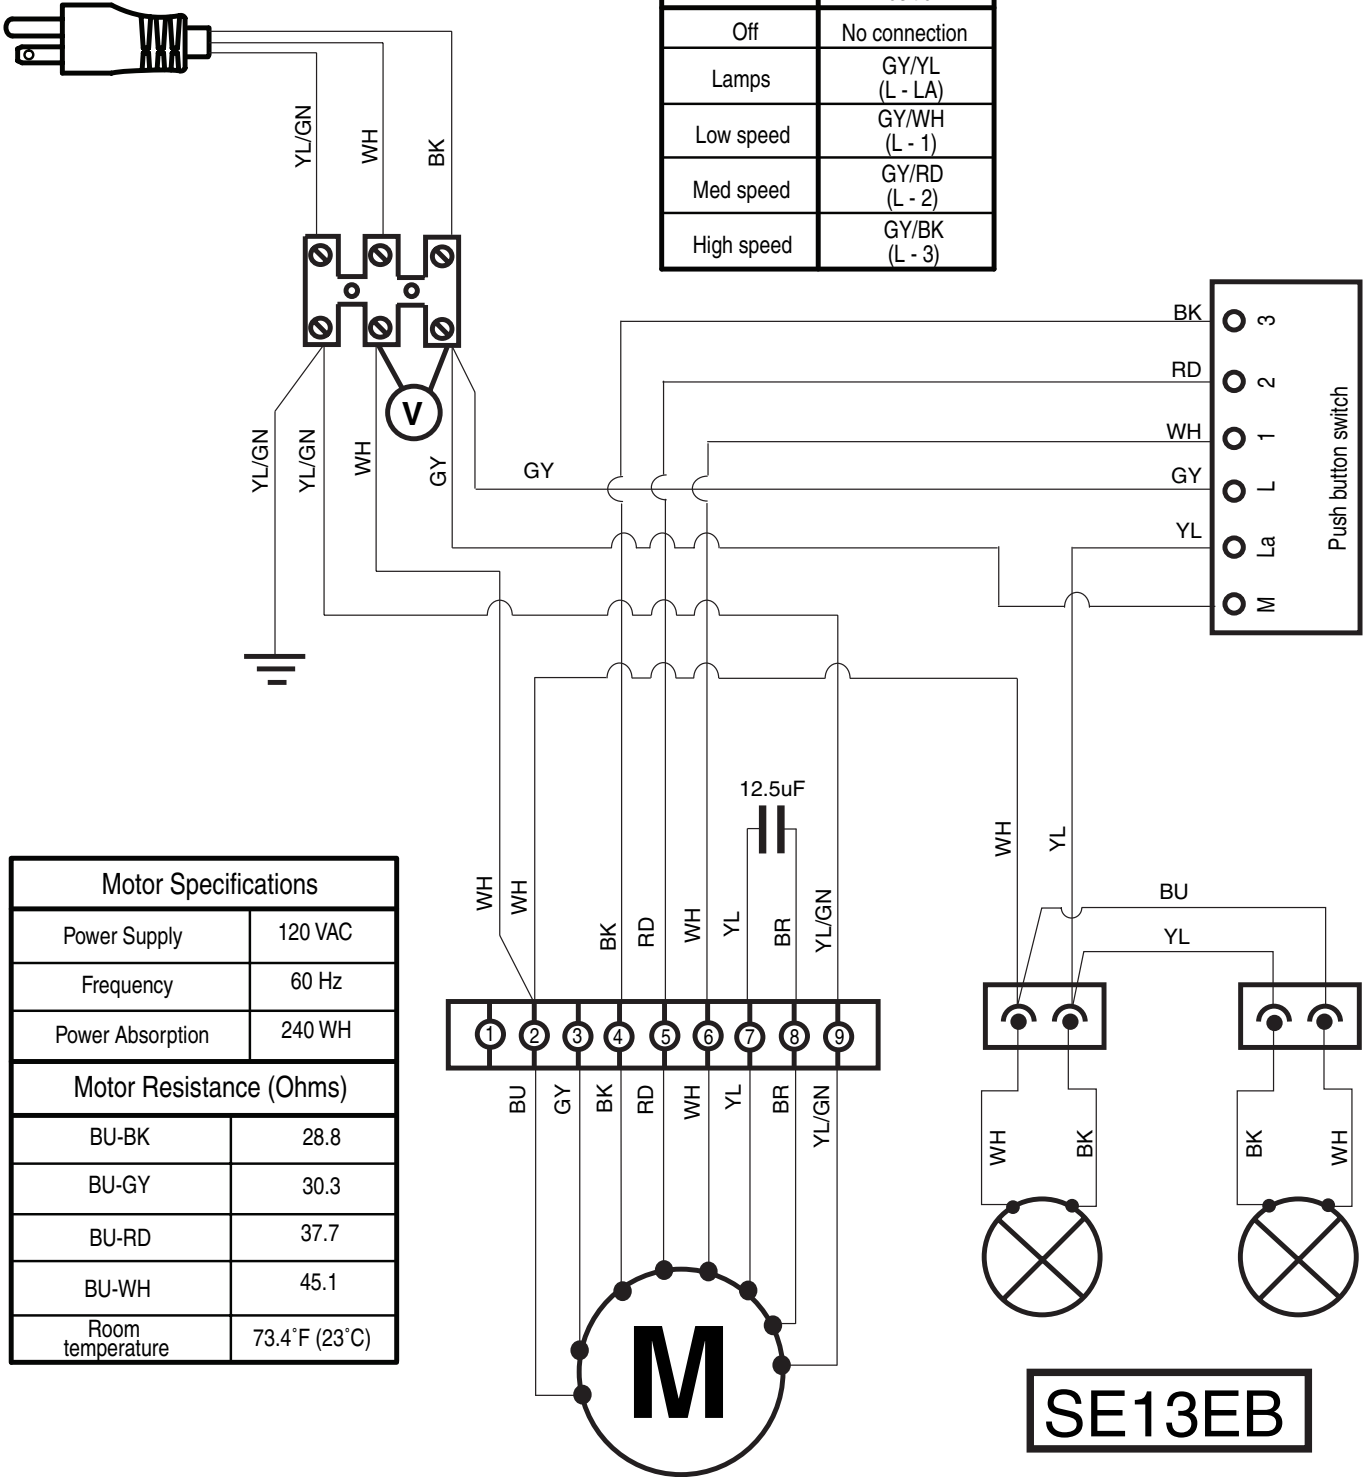 Off No connection
Lamps GY/YL
(L - LA)
Low speed GY/WH
(L - 1)
Med speed GY/RD
(L - 2)
High speed GY/BK
(L - 3)
YL/GN
WH
BK
BK 3
RD 2
WH 1
GY L
YL La
M
Push button switch
V
YL/GN
YL/GN
WH
GY
GY
12.5uF
WH
WH
BK
RD
WH
YL
BR
YL/GN
WH
YL
BU
YL
Motor Specifications
Power Supply 120 VAC
Frequency 60 Hz
Power Absorption 240 WH
Motor Resistance (Ohms)
BU-BK 28.8
BU-GY 30.3
BU-RD 37.7
BU-WH 45.1
Room
temperature 73.4˚F (23˚C)
1 2 3 4 5 6 7 8 9
BU
GY
BK
RD
WH
YL
BR
YL/GN
WH
BK
BK
WH
M
SE13EB